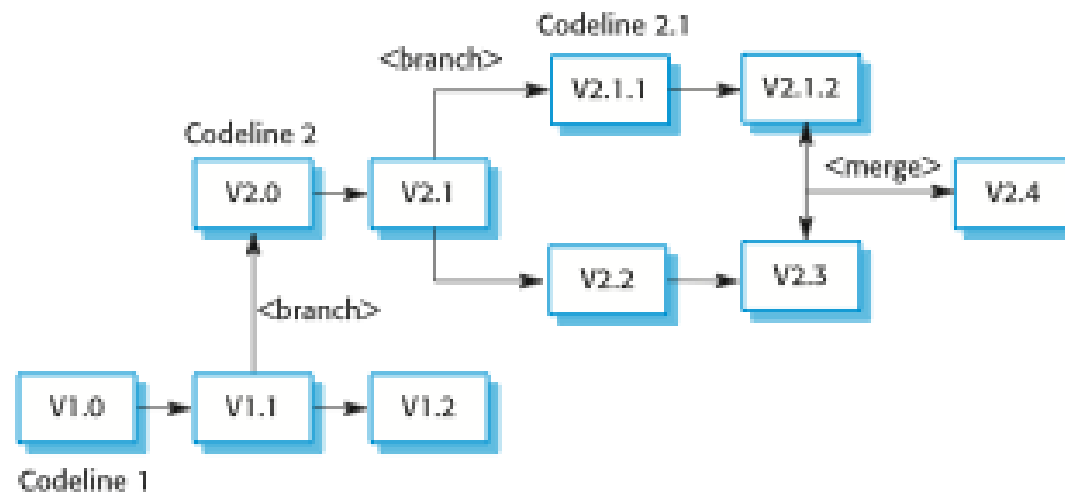 Codeline 2.1
<branch>
V2.1.1
V2.1.2
Codeline 2
<merge>
V2.0
V2.1
V2.4
V2.2
V2.3
<branch>
V1.0
V1.1
V1.2
Codeline 1